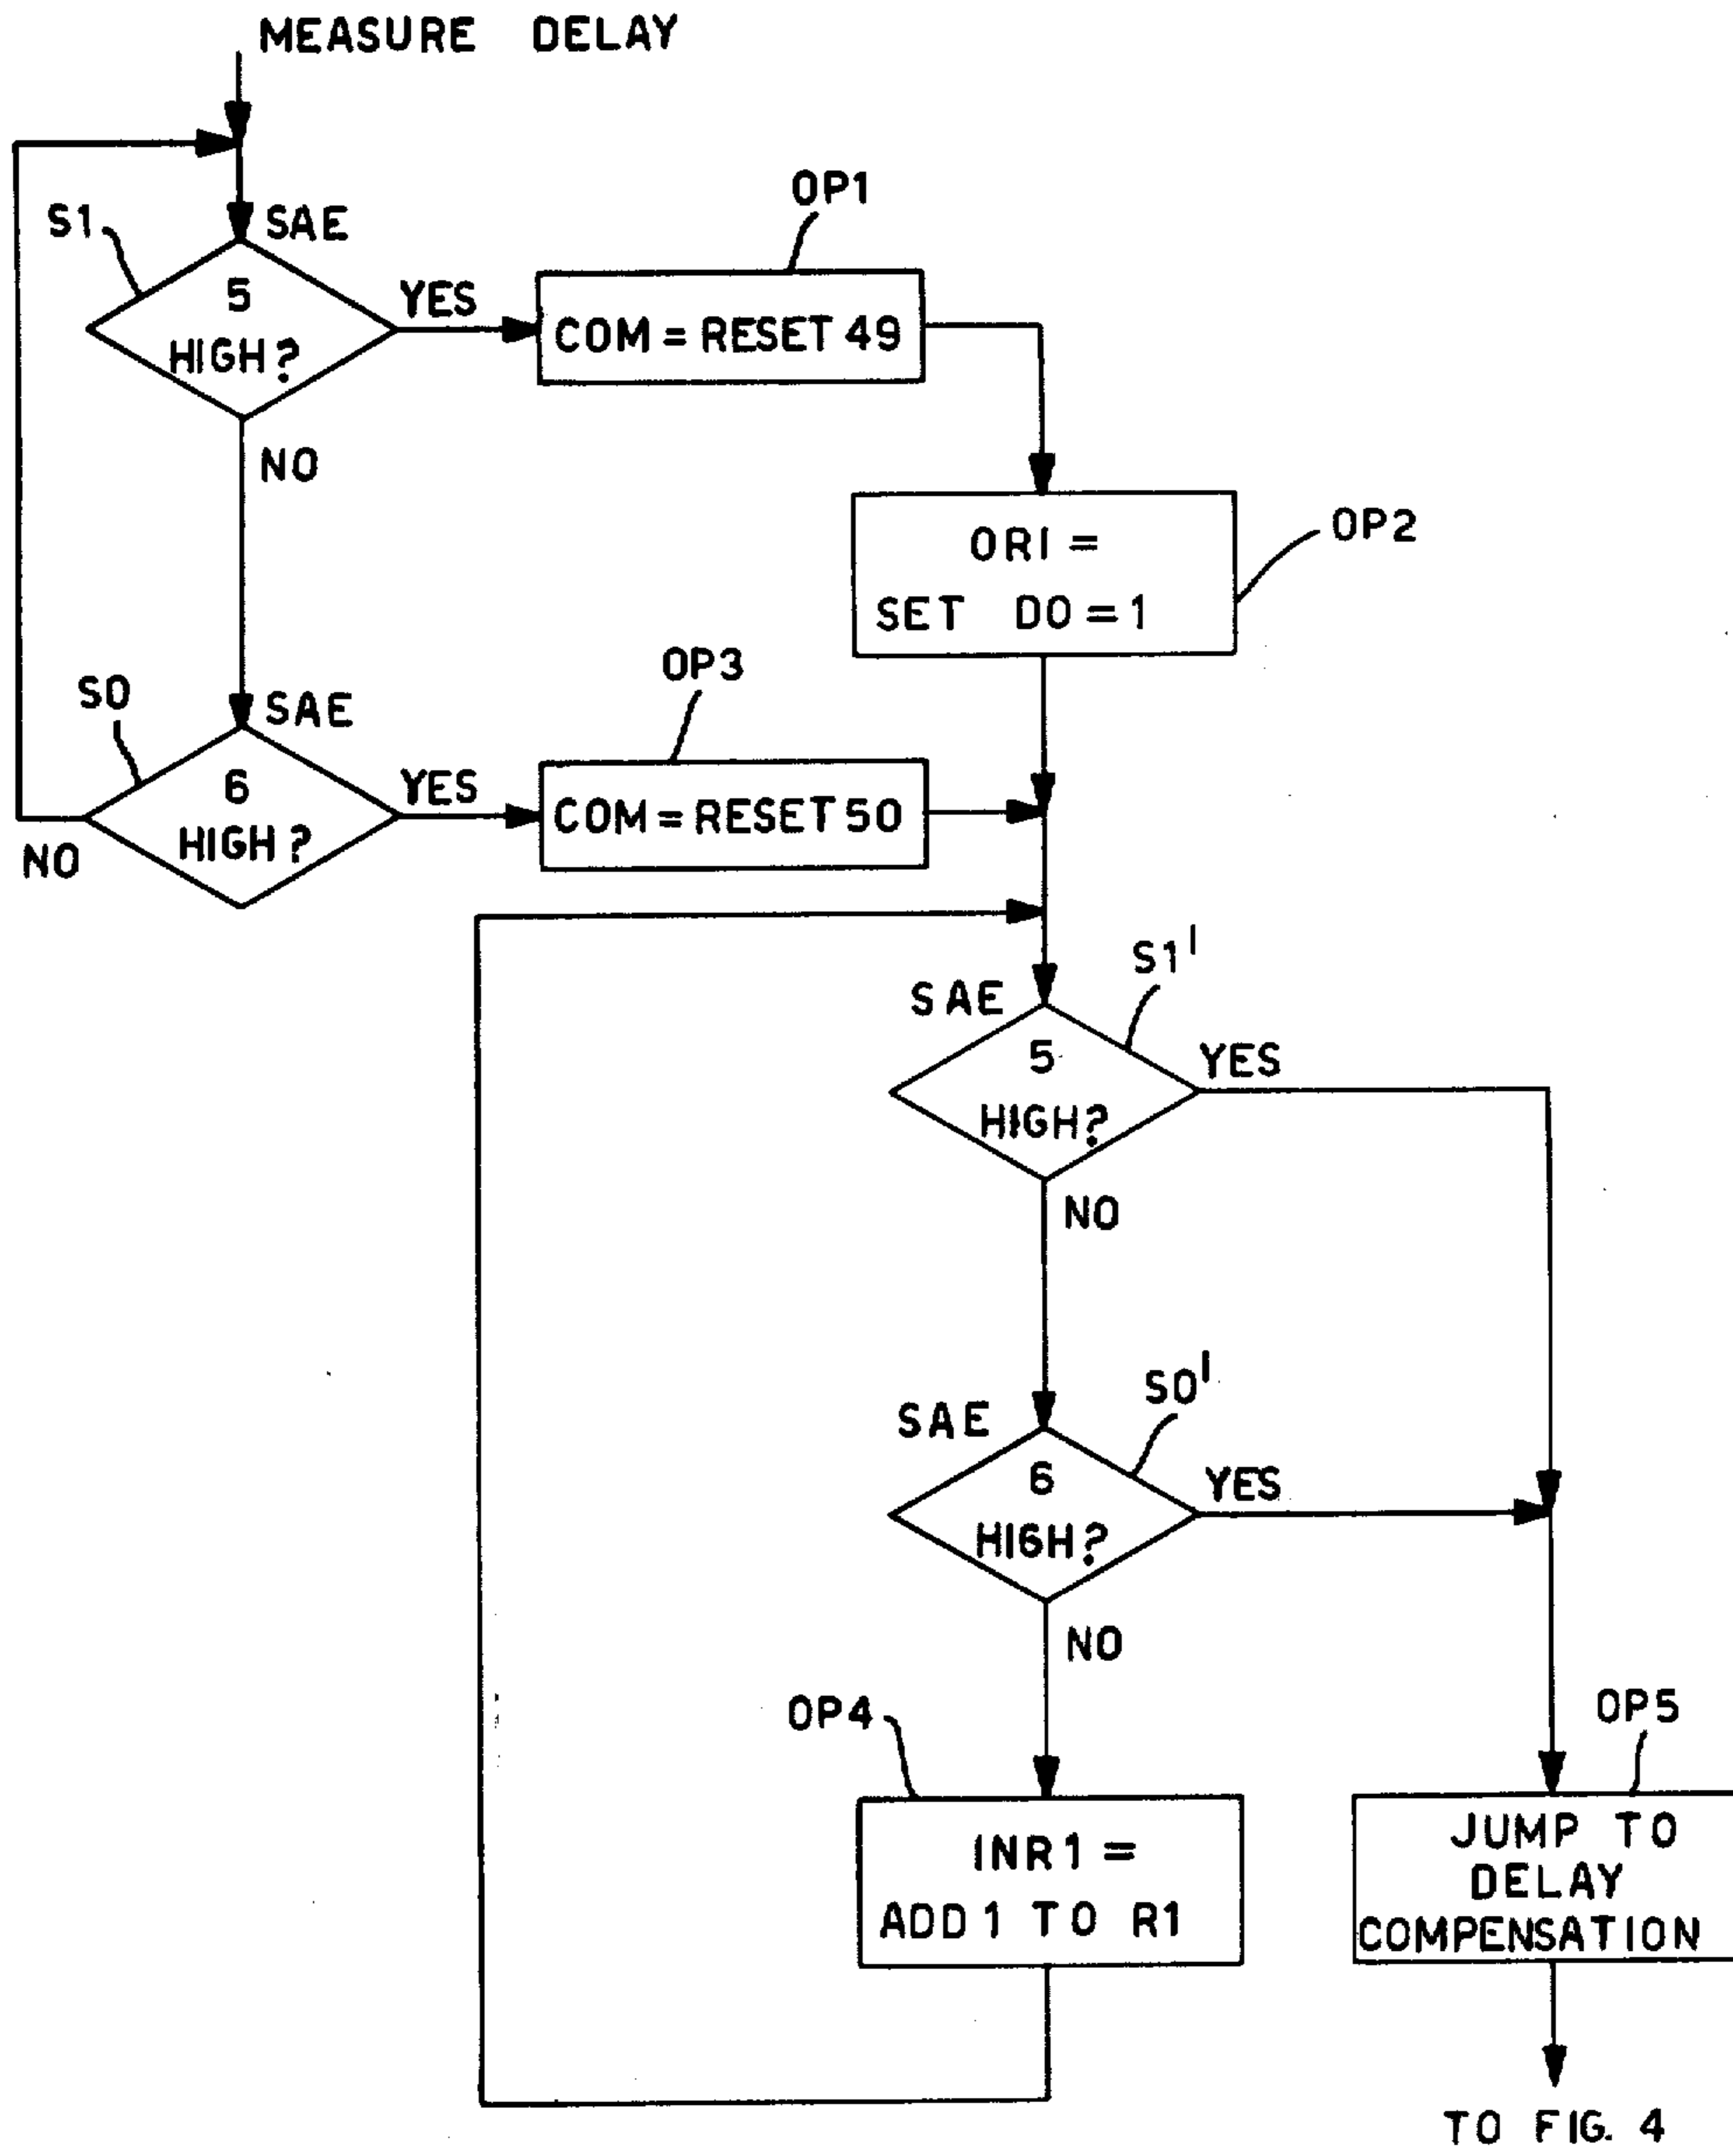 MEASURE DELAY
S1
SAE
5
HIGH?
YES
NO
OP1
COM = RESET 49
ORI =
SET DO = 1
OP2
S0
SAE
6
HIGH?
YES
NO
OP3
COM = RESET 50
SAE
S1'
5
HIGH?
YES
NO
SAE
S0'
6
HIGH?
YES
NO
OP4
INR1 =
ADD 1 TO R1
OP5
JUMP TO
DELAY
COMPENSATION
TO FIG. 4